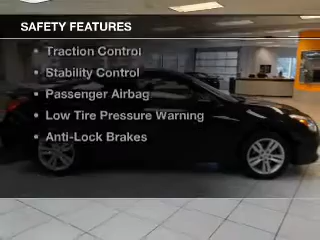 SAFETY FEATURES
• Traction Control
• Stability Control
• Passenger Airbag
• Low Tire Pressure Warning
• Anti-Lock Brakes